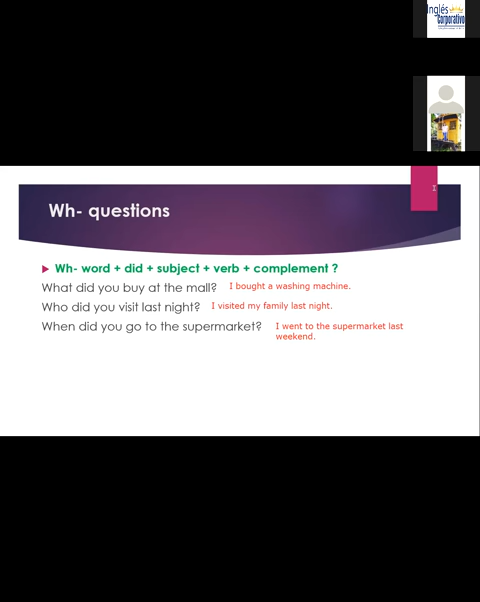 Inglés
Corporativo
Wh- questions
Wh- word + did + subject + verb + complement ?
What did you buy at the mall? I bought a washing machine.
Who did you visit last night? I visited my family last night.
When did you go to the supermarket? I went to the supermarket last
weekend.